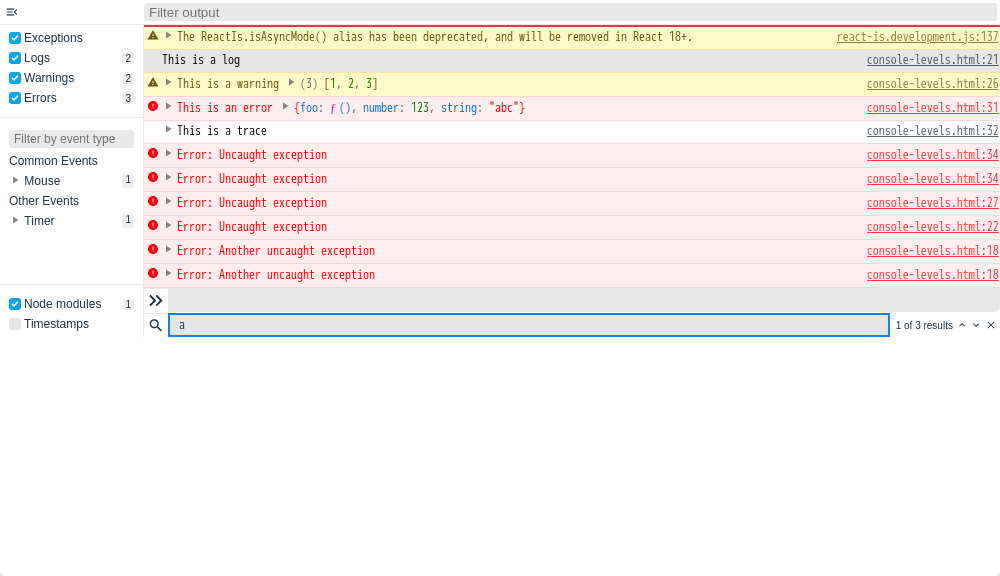 Filter output
Exceptions
Logs 2
Warnings 2
Errors 3
Filter by event type
Common Events
Mouse 1
Other Events
Timer 1
Node modules 1
Timestamps
The ReactIs.isAsyncMode() alias has been deprecated, and will be removed in React 18+. react-is.development.js:137
This is a log console-levels.html:21
This is a warning (3) [1, 2, 3] console-levels.html:26
This is an error {foo: ƒ (), number: 123, string: "abc"} console-levels.html:31
This is a trace console-levels.html:32
Error: Uncaught exception console-levels.html:34
Error: Uncaught exception console-levels.html:34
Error: Uncaught exception console-levels.html:27
Error: Uncaught exception console-levels.html:22
Error: Another uncaught exception console-levels.html:18
Error: Another uncaught exception console-levels.html:18
a 1 of 3 results